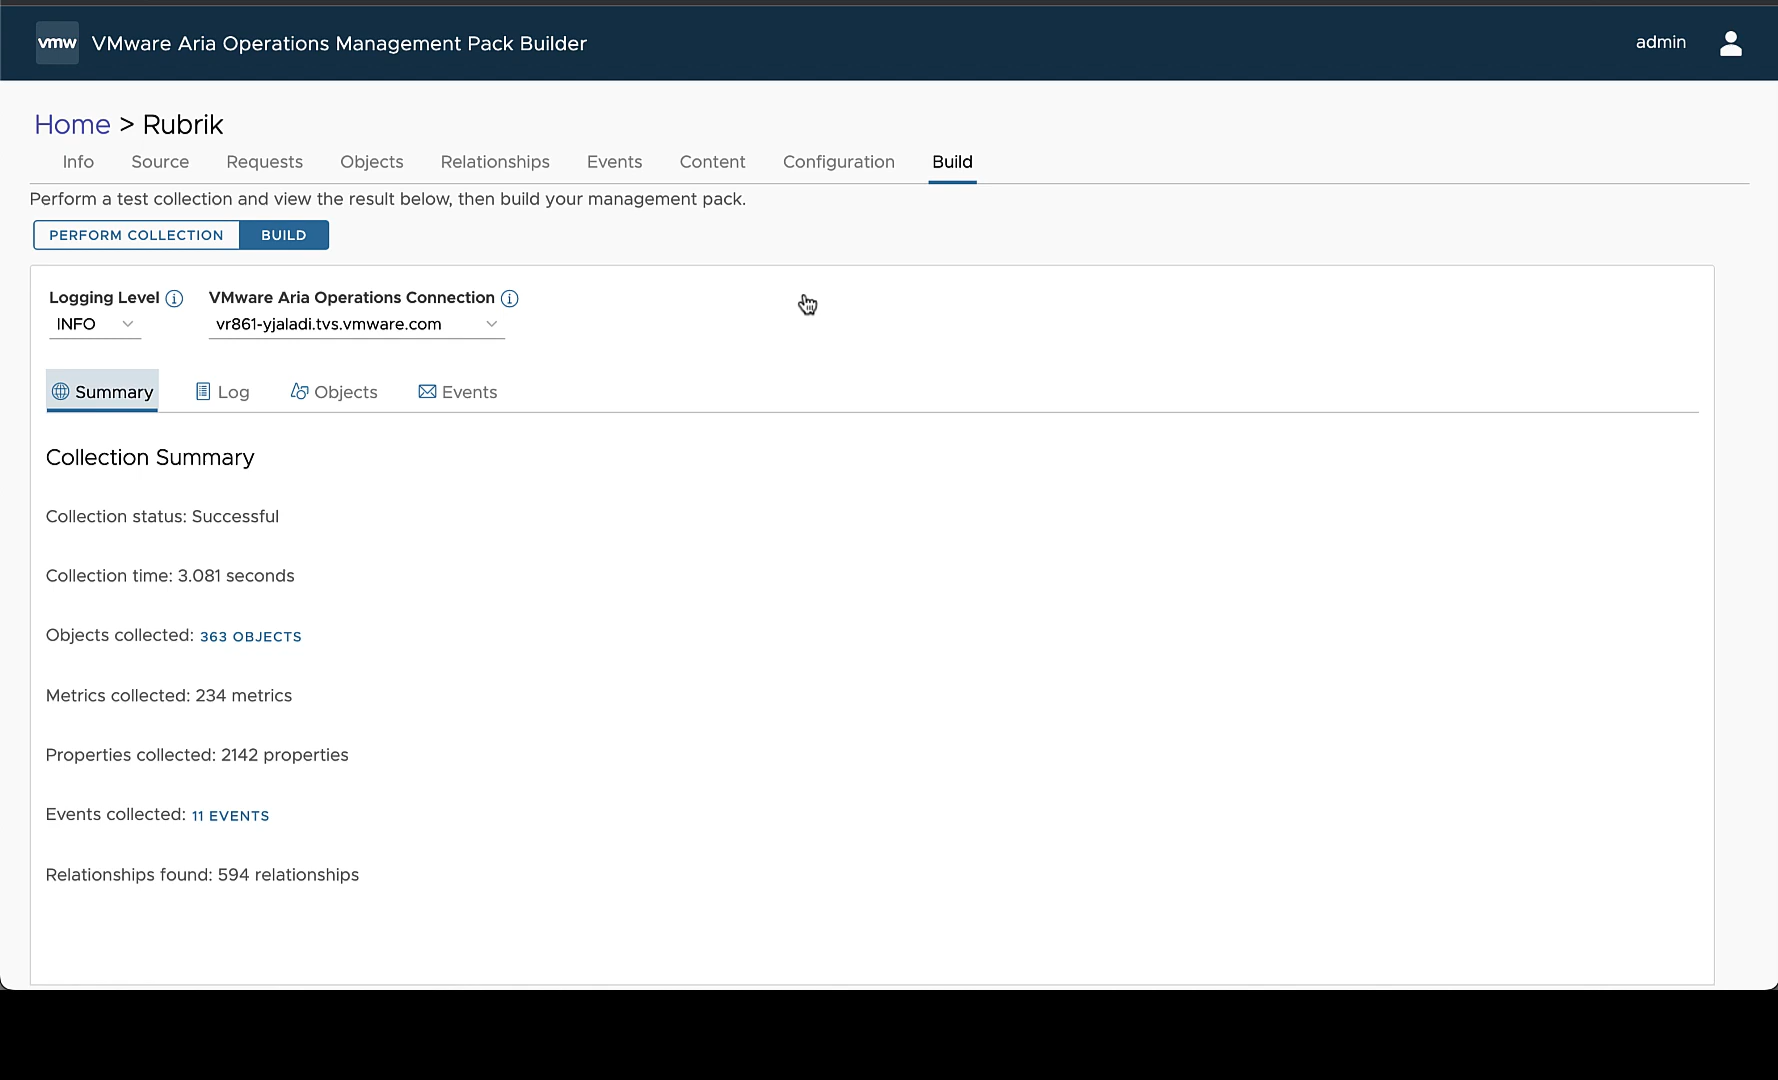 vmw VMware Aria Operations Management Pack Builder admin
Home > Rubrik
Info Source Requests Objects Relationships Events Content Configuration Build
Perform a test collection and view the result below, then build your management pack.
PERFORM COLLECTION BUILD
Logging Level VMware Aria Operations Connection
INFO vr861-yjaladi.tvs.vmware.com
Summary Log Objects Events
Collection Summary
Collection status: Successful
Collection time: 3.081 seconds
Objects collected: 363 OBJECTS
Metrics collected: 234 metrics
Properties collected: 2142 properties
Events collected: 11 EVENTS
Relationships found: 594 relationships